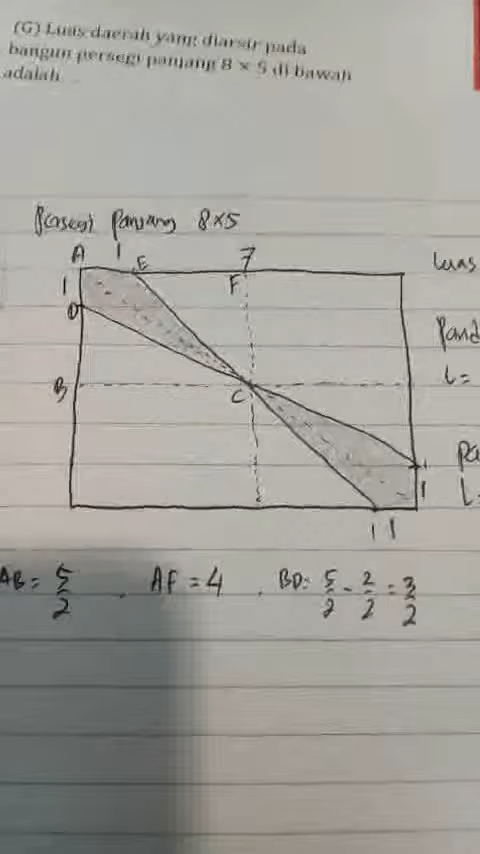 (G) Luas daerah yang diarsir pada
bangun persegi panjang 8 × 5 di bawah
adalah
Persegi Panjang 8×5
A 1 E 7
F
Luas
1
D
Pand
B
C
L=
Pa
1
L
1 1
AB = 5/2 , AF = 4 , BD: 5/2 - 2/2 = 3/2